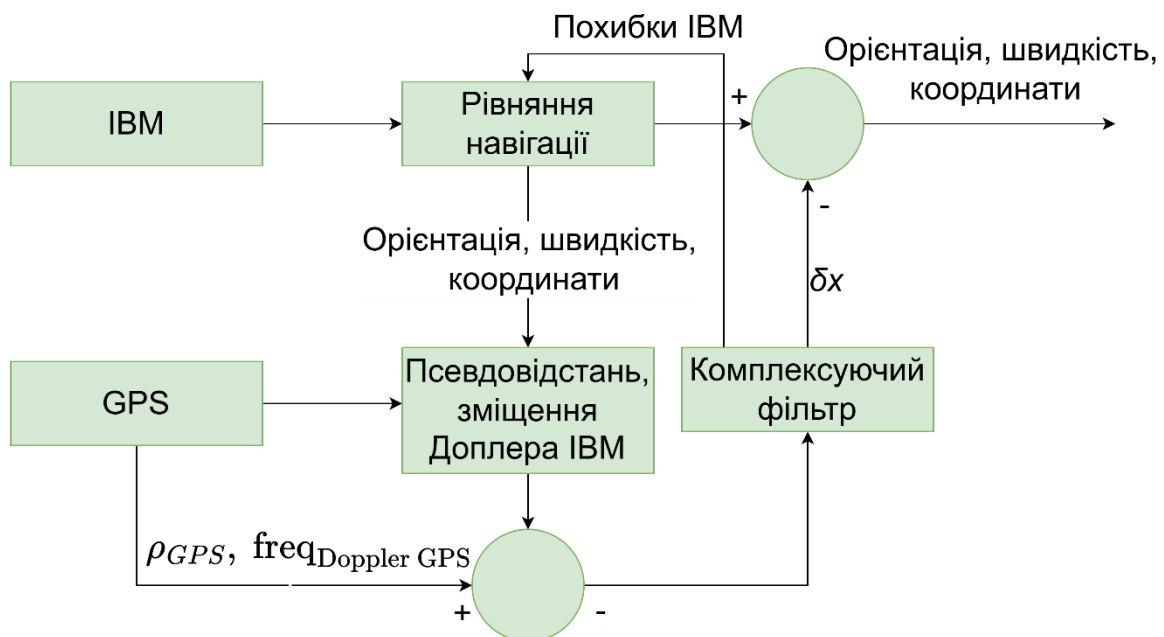 Похибки ІВМ
Орієнтація, швидкість,
координати
ІВМ
Рівняння
навігації
+
-
Орієнтація, швидкість,
координати
δx
GPS
Псевдовідстань,
зміщення
Доплера ІВМ
Комплексуючий
фільтр
ρGPS, freqDoppler GPS
+
-